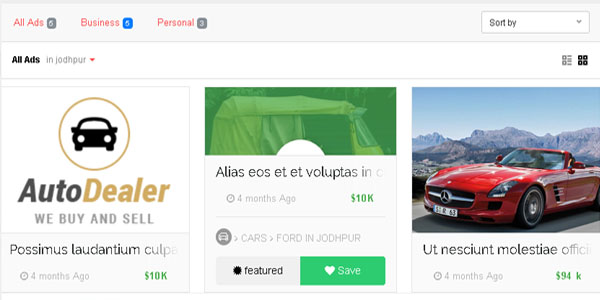 All Ads 5 Business 5 Personal 3 Sort by
All Ads in jodhpur
AutoDealer
WE BUY AND SELL
Possimus laudantium culpa
4 months Ago $10K
Alias eos et et voluptas in
4 months Ago $10K
> CARS > FORD IN JODHPUR
featured Save
Ut nesciunt molestiae offici
4 months Ago $94 k